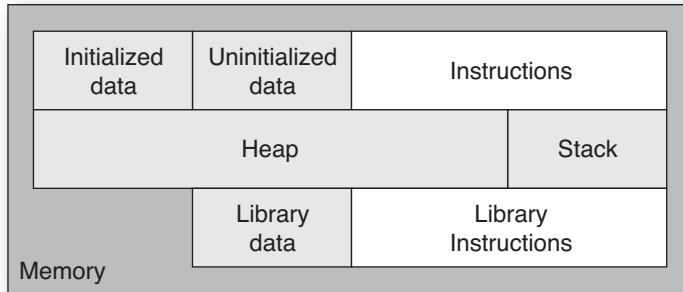 Initialized
data
Uninitialized
data
Instructions
Heap
Stack
Library
data
Library
Instructions
Memory